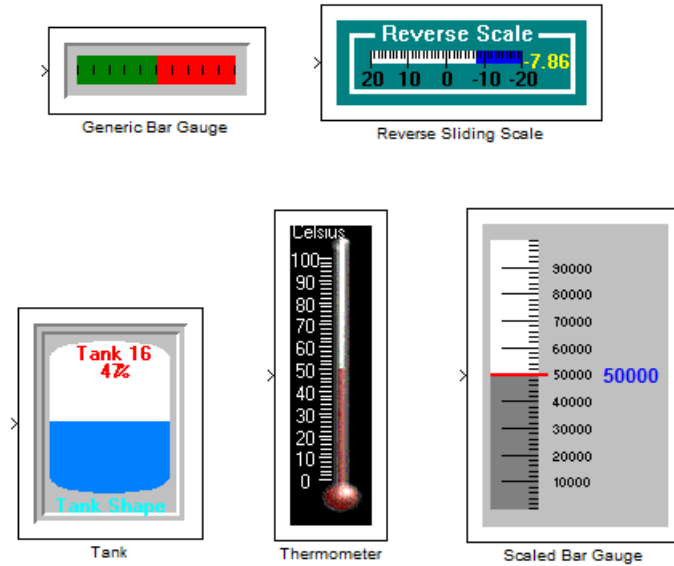 Generic Bar Gauge
Reverse Scale
-7.86
20 10 0 -10 -20
Reverse Sliding Scale
Tank 16
47%
Tank Shape
Tank
Celsius
100
90
80
70
60
50
40
30
20
10
0
Thermometer
90000
80000
70000
60000
50000 50000
40000
30000
20000
10000
Scaled Bar Gauge